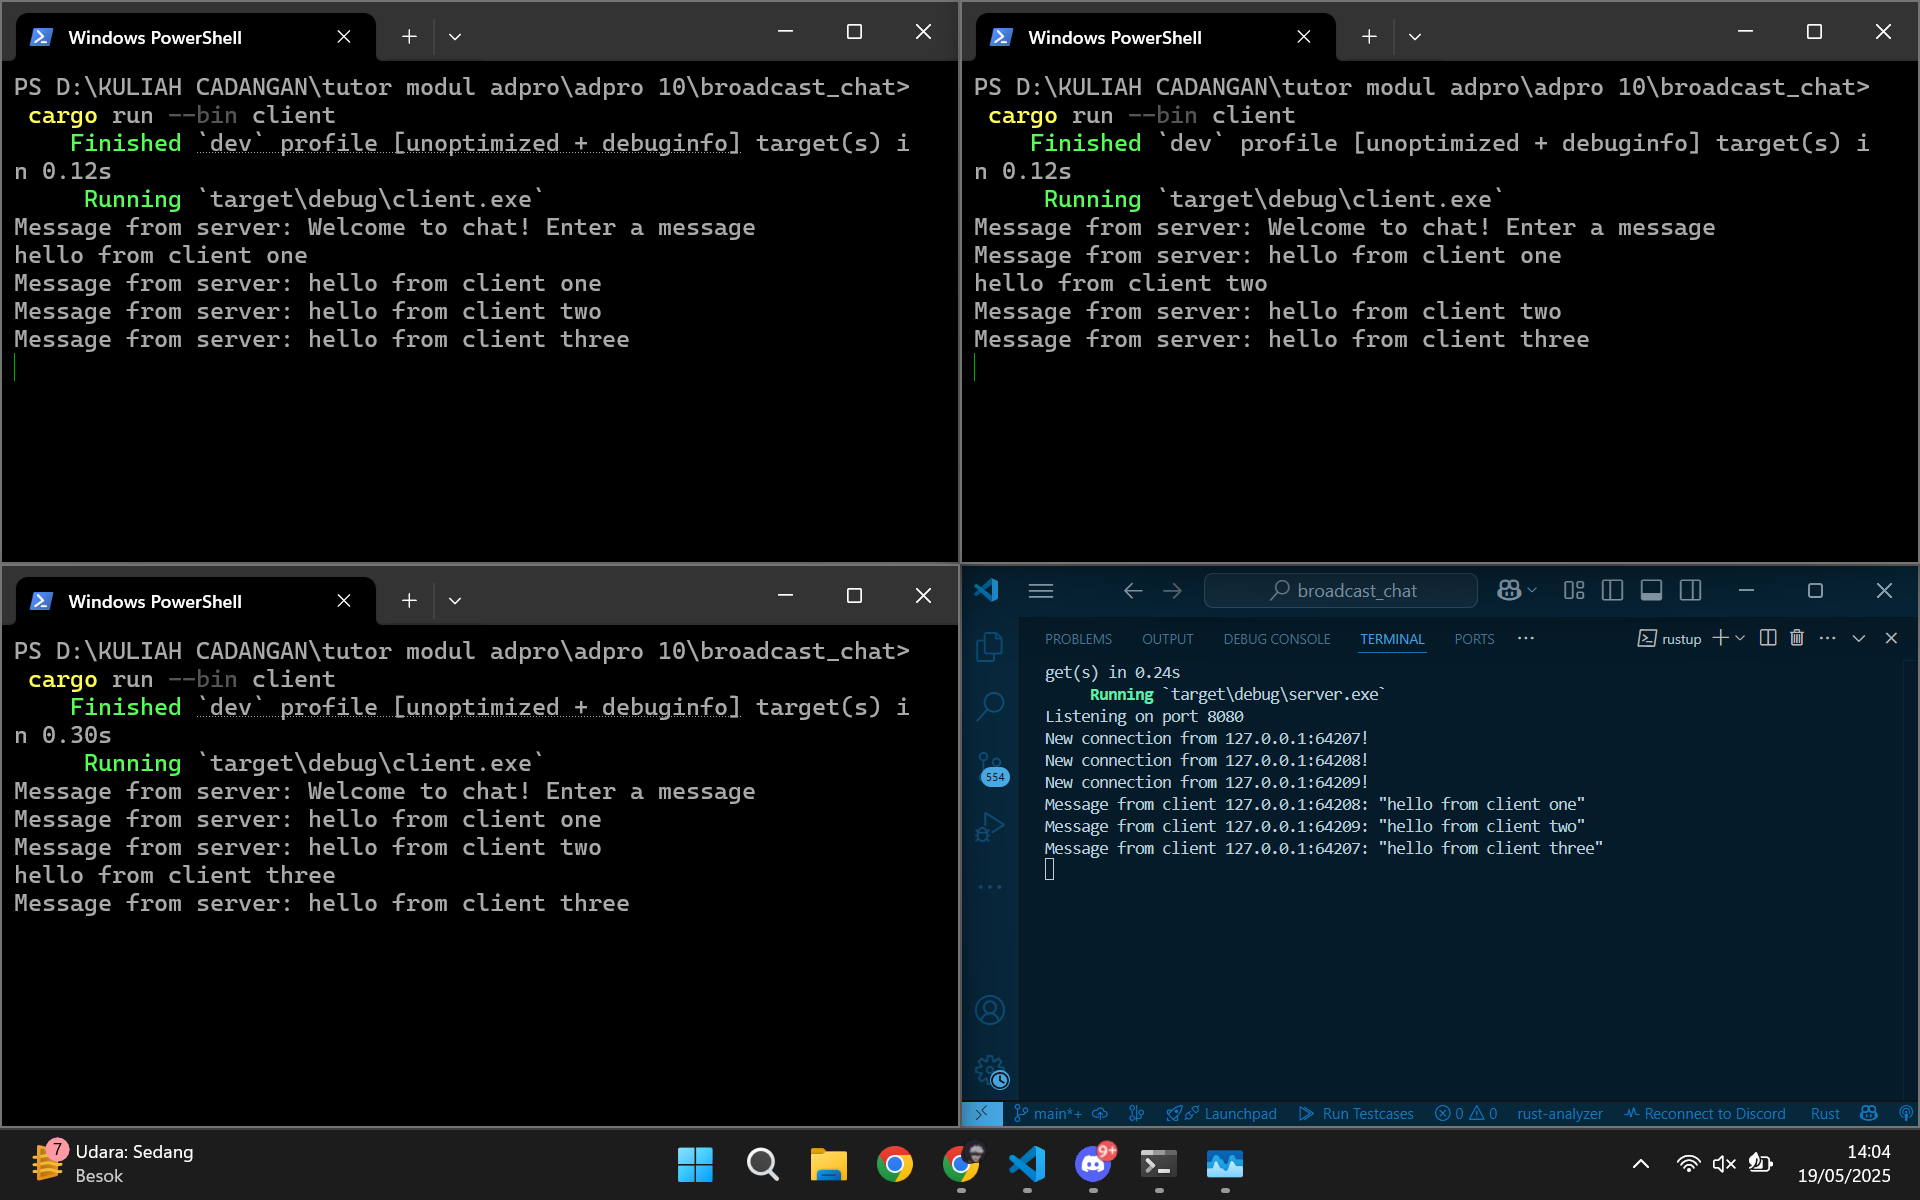 Windows PowerShell
PS D:\KULIAH CADANGAN\tutor modul adpro\adpro 10\broadcast_chat>
cargo run --bin client
Finished `dev` profile [unoptimized + debuginfo] target(s) i
n 0.12s
Running `target\debug\client.exe`
Message from server: Welcome to chat! Enter a message
hello from client one
Message from server: hello from client one
Message from server: hello from client two
Message from server: hello from client three
Windows PowerShell
PS D:\KULIAH CADANGAN\tutor modul adpro\adpro 10\broadcast_chat>
cargo run --bin client
Finished `dev` profile [unoptimized + debuginfo] target(s) i
n 0.12s
Running `target\debug\client.exe`
Message from server: Welcome to chat! Enter a message
Message from server: hello from client one
hello from client two
Message from server: hello from client two
Message from server: hello from client three
Windows PowerShell
PS D:\KULIAH CADANGAN\tutor modul adpro\adpro 10\broadcast_chat>
cargo run --bin client
Finished `dev` profile [unoptimized + debuginfo] target(s) i
n 0.30s
Running `target\debug\client.exe`
Message from server: Welcome to chat! Enter a message
Message from server: hello from client one
Message from server: hello from client two
hello from client three
Message from server: hello from client three
broadcast_chat
PROBLEMS OUTPUT DEBUG CONSOLE TERMINAL PORTS ··· rustup
get(s) in 0.24s
Running `target\debug\server.exe`
Listening on port 8080
New connection from 127.0.0.1:64207!
New connection from 127.0.0.1:64208!
New connection from 127.0.0.1:64209!
Message from client 127.0.0.1:64208: "hello from client one"
Message from client 127.0.0.1:64209: "hello from client two"
Message from client 127.0.0.1:64207: "hello from client three"
554
main*+ Launchpad Run Testcases 0 0 rust-analyzer Reconnect to Discord Rust
7
Udara: Sedang
Besok
9+
14:04
19/05/2025